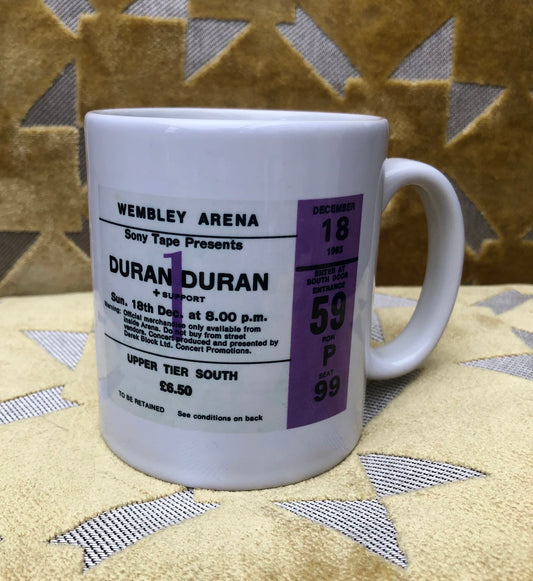 WEMBLEY ARENA
Sony Tape Presents
1
DURAN DURAN
+ SUPPORT
Sun. 18th Dec. at 8.00 p.m.
Warning: Official merchandise only available from
inside Arena. Do not buy from street
vendors. Concert produced and presented by
Derek Block Ltd. Concert Promotions.
UPPER TIER SOUTH
£6.50
TO BE RETAINED
See conditions on back
DECEMBER
18
1983
ENTER AT
SOUTH DOOR
ENTRANCE
59
ROW
P
SEAT
99